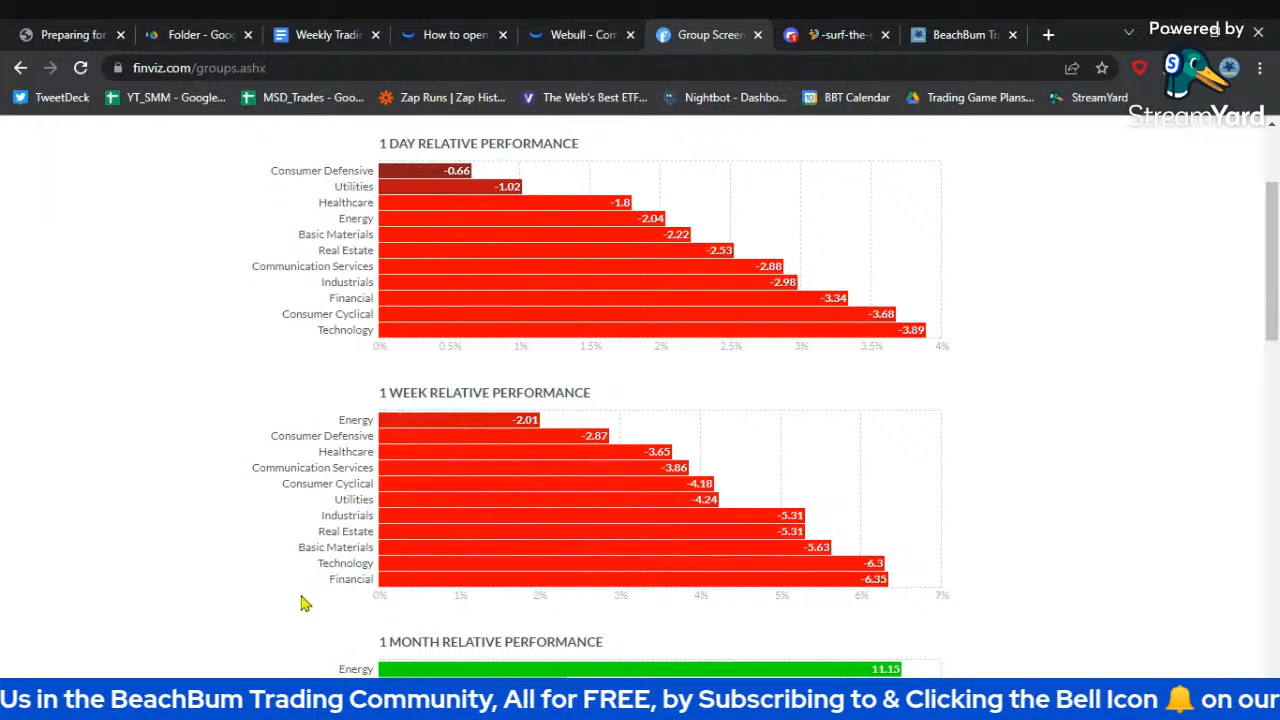 Preparing for
Folder - Goog
Weekly Tradin
How to open
Webull - Com
Group Screen
-surf-the-
BeachBum Tra
Powered by
finviz.com/groups.ashx
TweetDeck
YT_SMM - Google...
MSD_Trades - Goo...
Zap Runs | Zap Hist...
The Web's Best ETF...
Nightbot - Dashbo...
BBT Calendar
Trading Game Plans...
StreamYard
StreamYard
1 DAY RELATIVE PERFORMANCE
Consumer Defensive -0.66
Utilities -1.02
Healthcare -1.8
Energy -2.04
Basic Materials -2.22
Real Estate -2.53
Communication Services -2.88
Industrials -2.98
Financial -3.34
Consumer Cyclical -3.68
Technology -3.89
0% 0.5% 1% 1.5% 2% 2.5% 3% 3.5% 4%
1 WEEK RELATIVE PERFORMANCE
Energy -2.01
Consumer Defensive -2.87
Healthcare -3.65
Communication Services -3.86
Consumer Cyclical -4.18
Utilities -4.24
Industrials -5.31
Real Estate -5.31
Basic Materials -5.63
Technology -6.3
Financial -6.35
0% 1% 2% 3% 4% 5% 6% 7%
1 MONTH RELATIVE PERFORMANCE
Energy 11.15
Us in the BeachBum Trading Community, All for FREE, by Subscribing to & Clicking the Bell Icon 🔔 on our